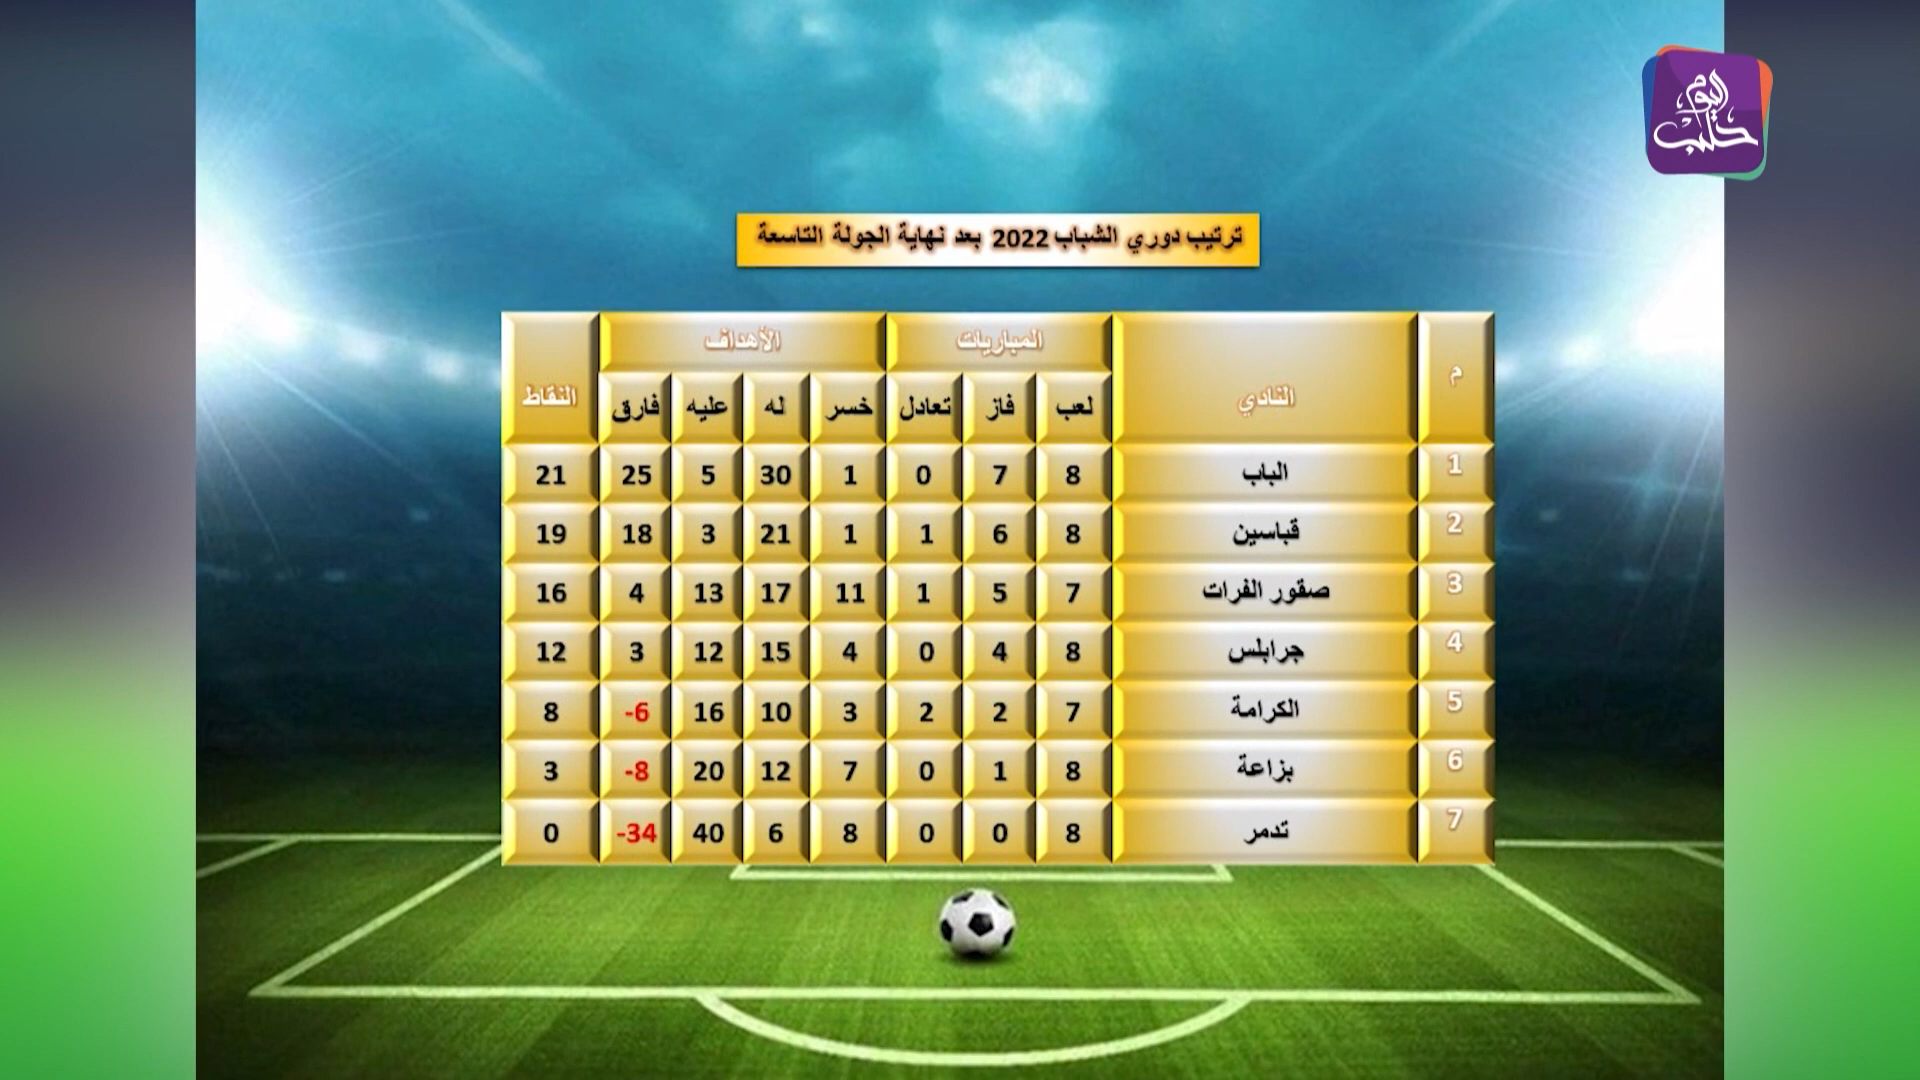 حلب اليوم
ترتيب دوري الشباب 2022 بعد نهاية الجولة التاسعة
م النادي المباريات الأهداف النقاط
لعب فاز تعادل خسر له عليه فارق
1 الباب 8 7 0 1 30 5 25 21
2 قباسين 8 6 1 1 21 3 18 19
3 صقور الفرات 7 5 1 11 17 13 4 16
4 جرابلس 8 4 0 4 15 12 3 12
5 الكرامة 7 2 2 3 10 16 -6 8
6 بزاعة 8 1 0 7 12 20 -8 3
7 تدمر 8 0 0 8 6 40 -34 0